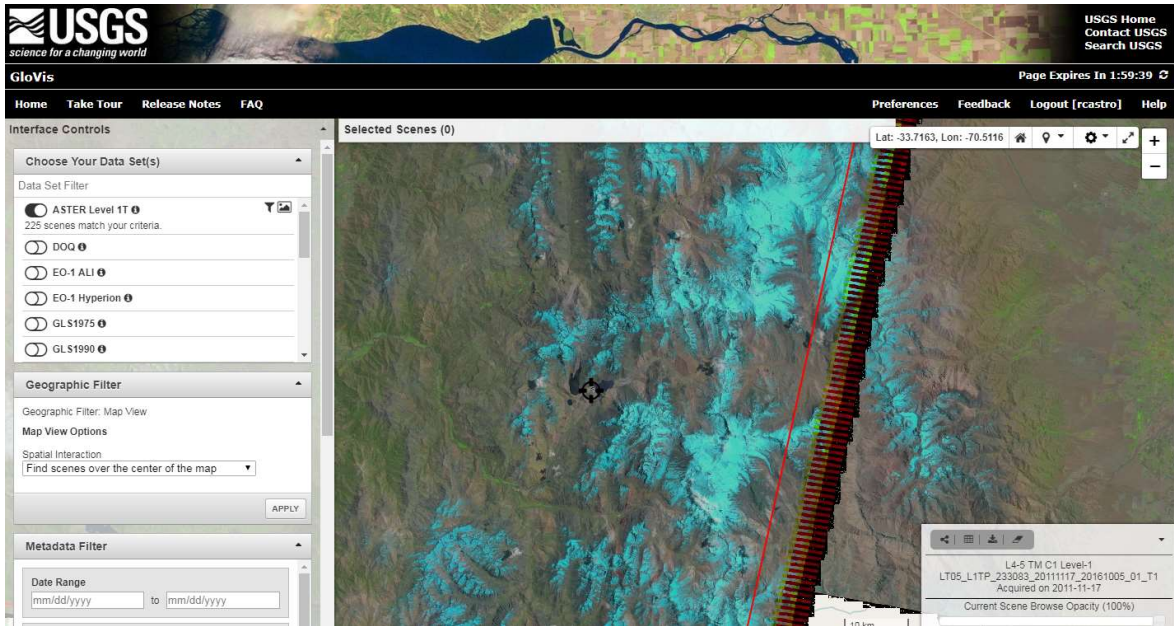 USGS
science for a changing world
USGS Home
Contact USGS
Search USGS
GloVis
Page Expires In 1:59:39
Home Take Tour Release Notes FAQ
Preferences Feedback Logout [rcastro] Help
Interface Controls
Selected Scenes (0)
Lat: -33.7163, Lon: -70.5116
+
−
Choose Your Data Set(s)
Data Set Filter
ASTER Level 1T
225 scenes match your criteria.
DOQ
EO-1 ALI
EO-1 Hyperion
GLS1975
GLS1990
Geographic Filter
Geographic Filter: Map View
Map View Options
Spatial Interaction
Find scenes over the center of the map
APPLY
Metadata Filter
Date Range
mm/dd/yyyy to mm/dd/yyyy
L4-5 TM C1 Level-1
LT05_L1TP_233083_20111117_20161005_01_T1
Acquired on 2011-11-17
Current Scene Browse Opacity (100%)
10 km